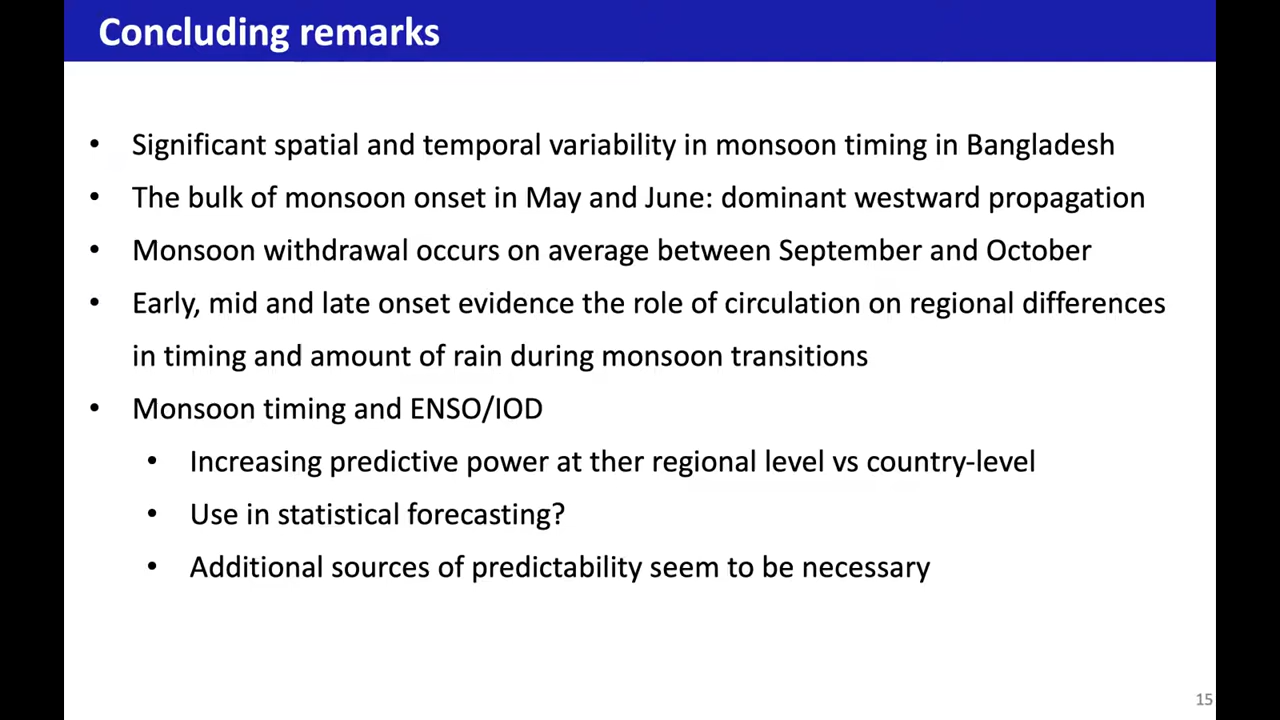 Concluding remarks
• Significant spatial and temporal variability in monsoon timing in Bangladesh
• The bulk of monsoon onset in May and June: dominant westward propagation
• Monsoon withdrawal occurs on average between September and October
• Early, mid and late onset evidence the role of circulation on regional differences
in timing and amount of rain during monsoon transitions
• Monsoon timing and ENSO/IOD
• Increasing predictive power at ther regional level vs country-level
• Use in statistical forecasting?
• Additional sources of predictability seem to be necessary
15